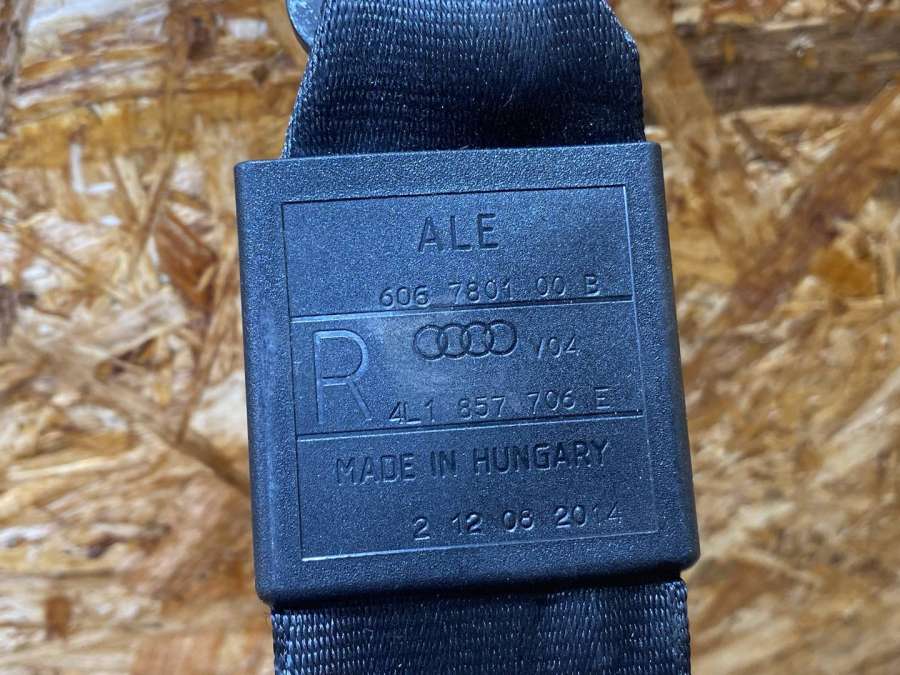 ALE
606 7801 00 B
R
V04
4L1 857 706 E
MADE IN HUNGARY
2 12 08 2014